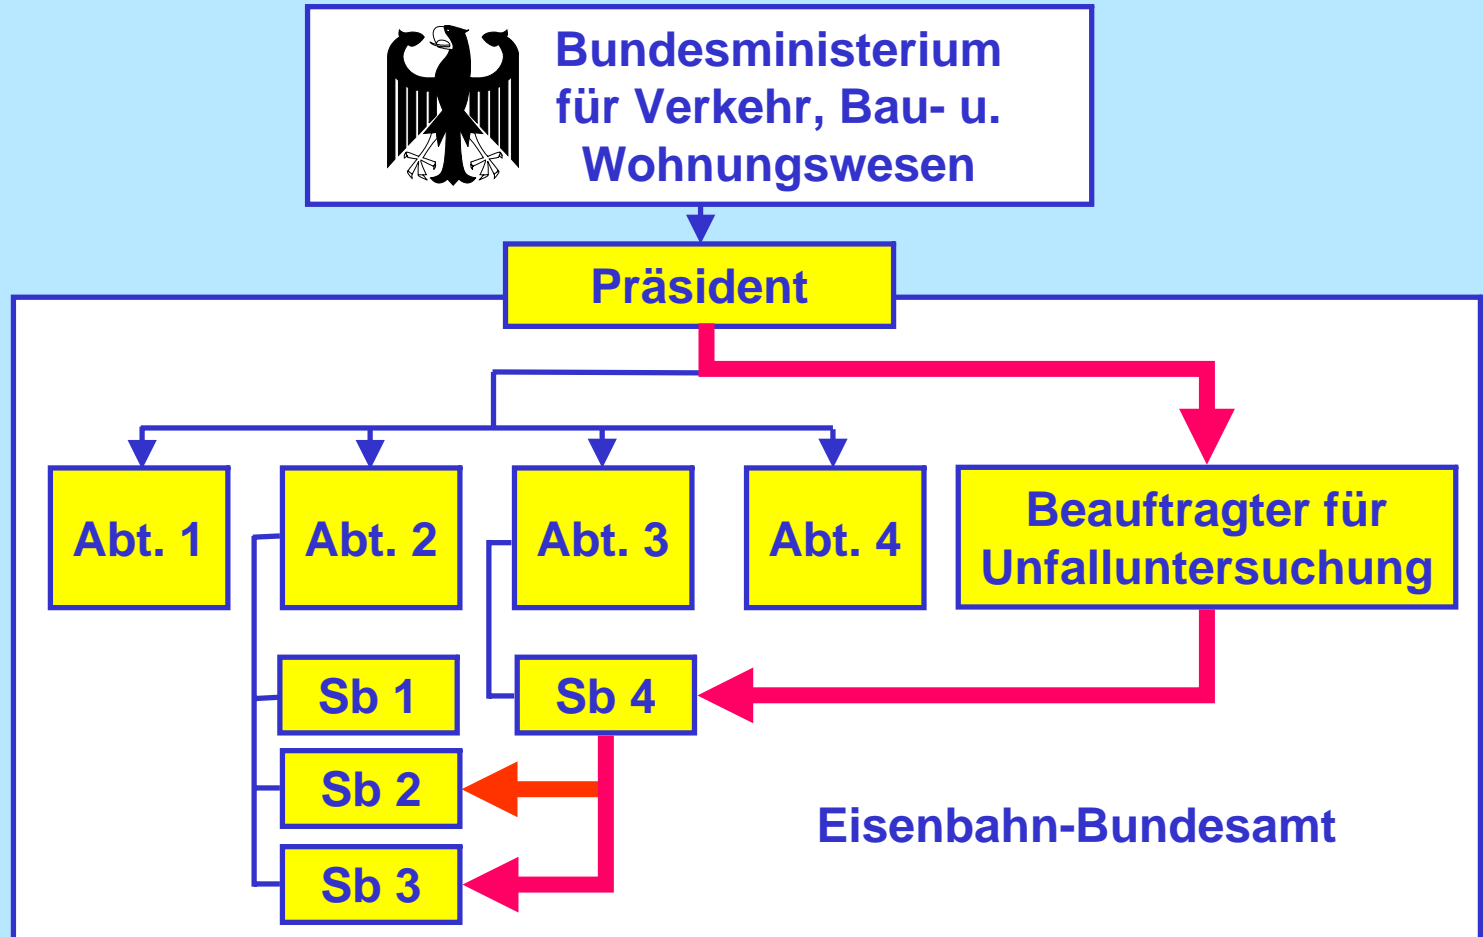 Bundesministerium
für Verkehr, Bau- u.
Wohnungswesen
Präsident
Abt. 1
Abt. 2
Abt. 3
Abt. 4
Beauftragter für
Unfalluntersuchung
Sb 1
Sb 4
Sb 2
Eisenbahn-Bundesamt
Sb 3